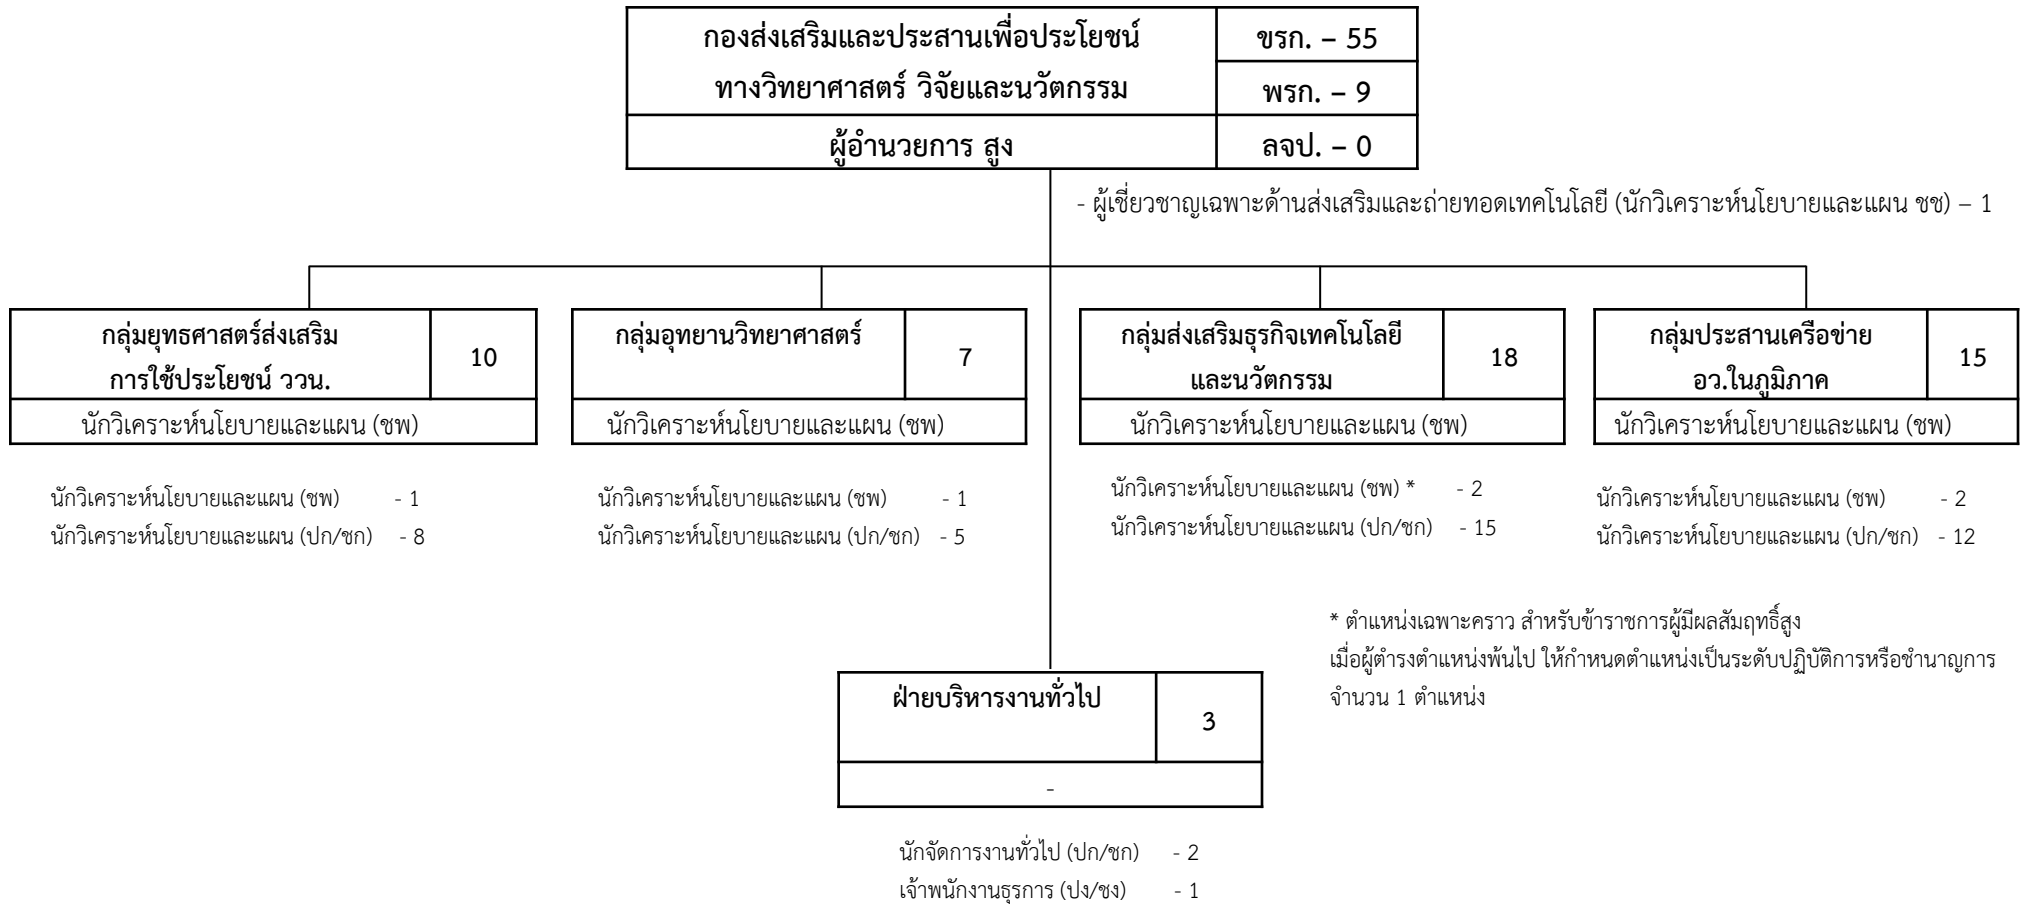 กองส่งเสริมและประสานเพื่อประโยชน์
ทางวิทยาศาสตร์ วิจัยและนวัตกรรม
ขรก. – 55
พรก. – 9
ผู้อำนวยการ สูง
ลจป. – 0
- ผู้เชี่ยวชาญเฉพาะด้านส่งเสริมและถ่ายทอดเทคโนโลยี (นักวิเคราะห์นโยบายและแผน ชช) – 1
กลุ่มยุทธศาสตร์ส่งเสริม
การใช้ประโยชน์ ววน.
10
นักวิเคราะห์นโยบายและแผน (ชพ)
นักวิเคราะห์นโยบายและแผน (ชพ) - 1
นักวิเคราะห์นโยบายและแผน (ปก/ชก) - 8
กลุ่มอุทยานวิทยาศาสตร์
7
นักวิเคราะห์นโยบายและแผน (ชพ)
นักวิเคราะห์นโยบายและแผน (ชพ) - 1
นักวิเคราะห์นโยบายและแผน (ปก/ชก) - 5
กลุ่มส่งเสริมธุรกิจเทคโนโลยี
และนวัตกรรม
18
นักวิเคราะห์นโยบายและแผน (ชพ)
นักวิเคราะห์นโยบายและแผน (ชพ) * - 2
นักวิเคราะห์นโยบายและแผน (ปก/ชก) - 15
กลุ่มประสานเครือข่าย
อว.ในภูมิภาค
15
นักวิเคราะห์นโยบายและแผน (ชพ)
นักวิเคราะห์นโยบายและแผน (ชพ) - 2
นักวิเคราะห์นโยบายและแผน (ปก/ชก) - 12
* ตำแหน่งเฉพาะคราว สำหรับข้าราชการผู้มีผลสัมฤทธิ์สูง
เมื่อผู้ตำรงตำแหน่งพ้นไป ให้กำหนดตำแหน่งเป็นระดับปฏิบัติการหรือชำนาญการ
จำนวน 1 ตำแหน่ง
ฝ่ายบริหารงานทั่วไป
3
-
นักจัดการงานทั่วไป (ปก/ชก) - 2
เจ้าพนักงานธุรการ (ปง/ชง) - 1